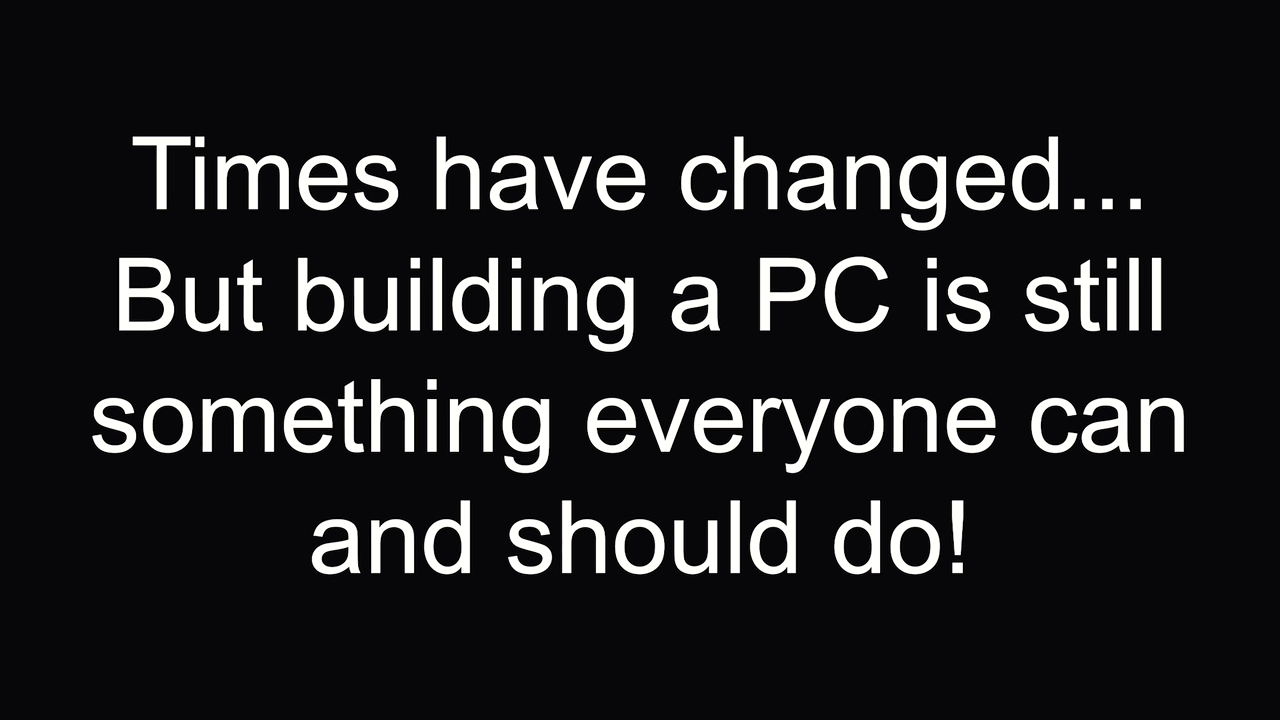 Times have changed...
But building a PC is still
something everyone can
and should do!